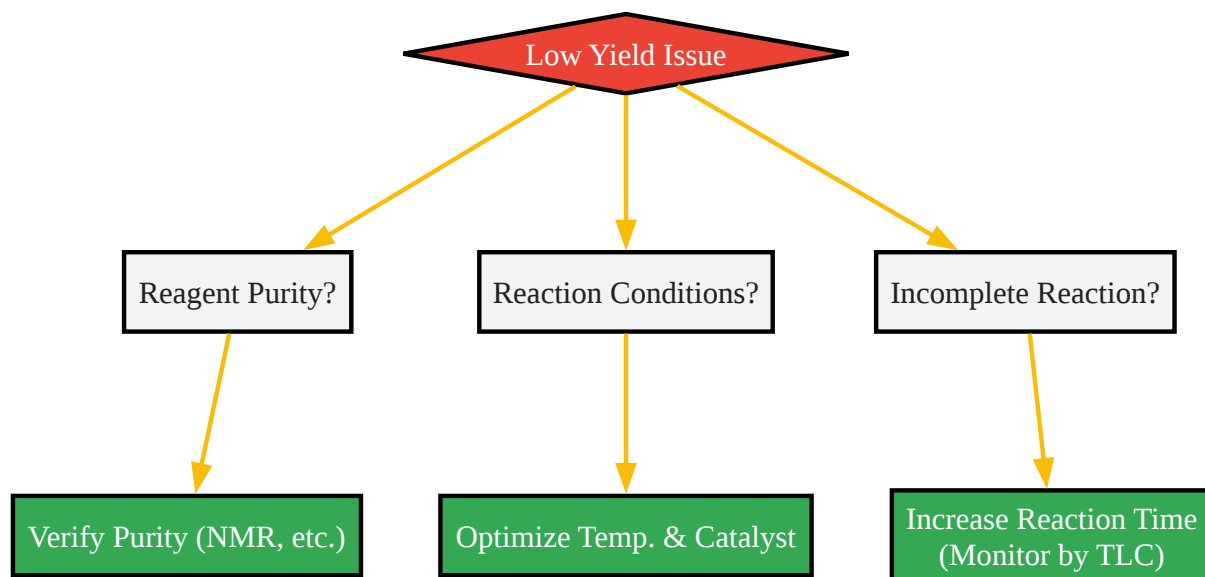 Low Yield Issue
Reagent Purity?
Reaction Conditions?
Incomplete Reaction?
Verify Purity (NMR, etc.)
Optimize Temp. & Catalyst
Increase Reaction Time
(Monitor by TLC)